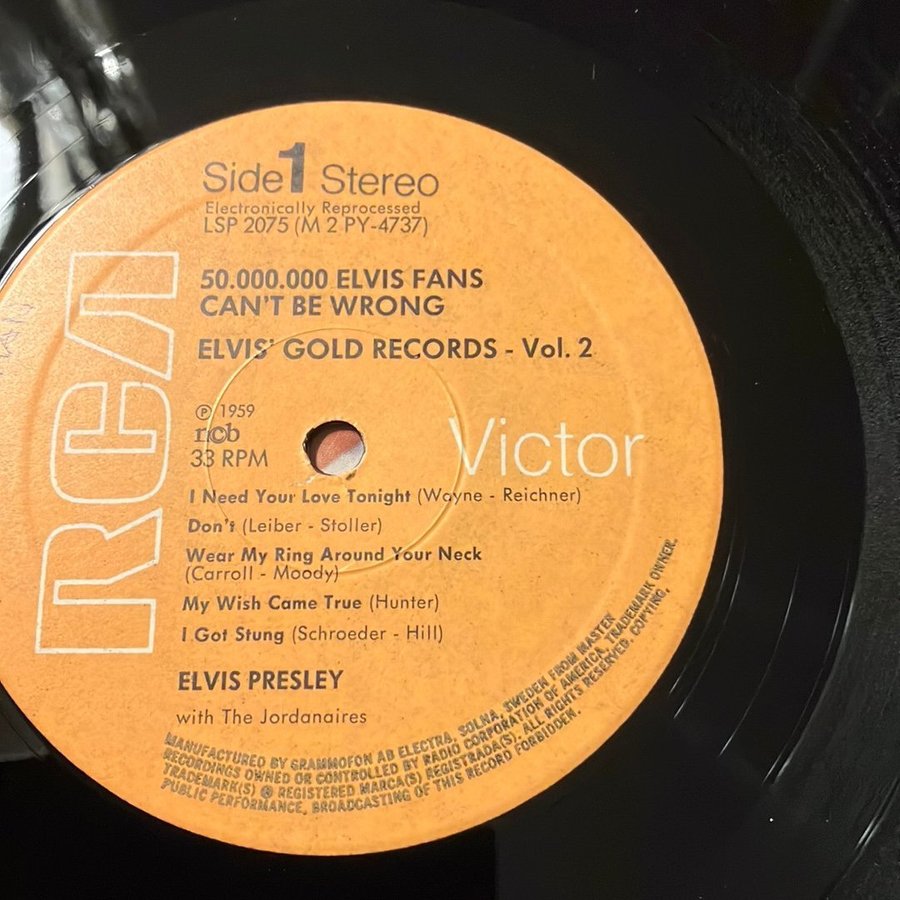 Side 1 Stereo
Electronically Reprocessed
LSP 2075 (M 2 PY-4737)
50.000.000 ELVIS FANS
CAN'T BE WRONG
ELVIS' GOLD RECORDS - Vol. 2
RCA
Victor
℗ 1959
ncb
33 RPM
I Need Your Love Tonight (Wayne - Reichner)
Don't (Leiber - Stoller)
Wear My Ring Around Your Neck
(Carroll - Moody)
My Wish Came True (Hunter)
I Got Stung (Schroeder - Hill)
ELVIS PRESLEY
with The Jordanaires
MANUFACTURED BY GRAMMOFON AB ELECTRA, SOLNA, SWEDEN FROM MASTER
RECORDINGS OWNED OR CONTROLLED BY RADIO CORPORATION OF AMERICA, TRADEMARK OWNER.
TRADEMARK(S) ® REGISTERED MARCA(S) REGISTRADA(S). ALL RIGHTS RESERVED. COPYING,
PUBLIC PERFORMANCE, BROADCASTING OF THIS RECORD FORBIDDEN.